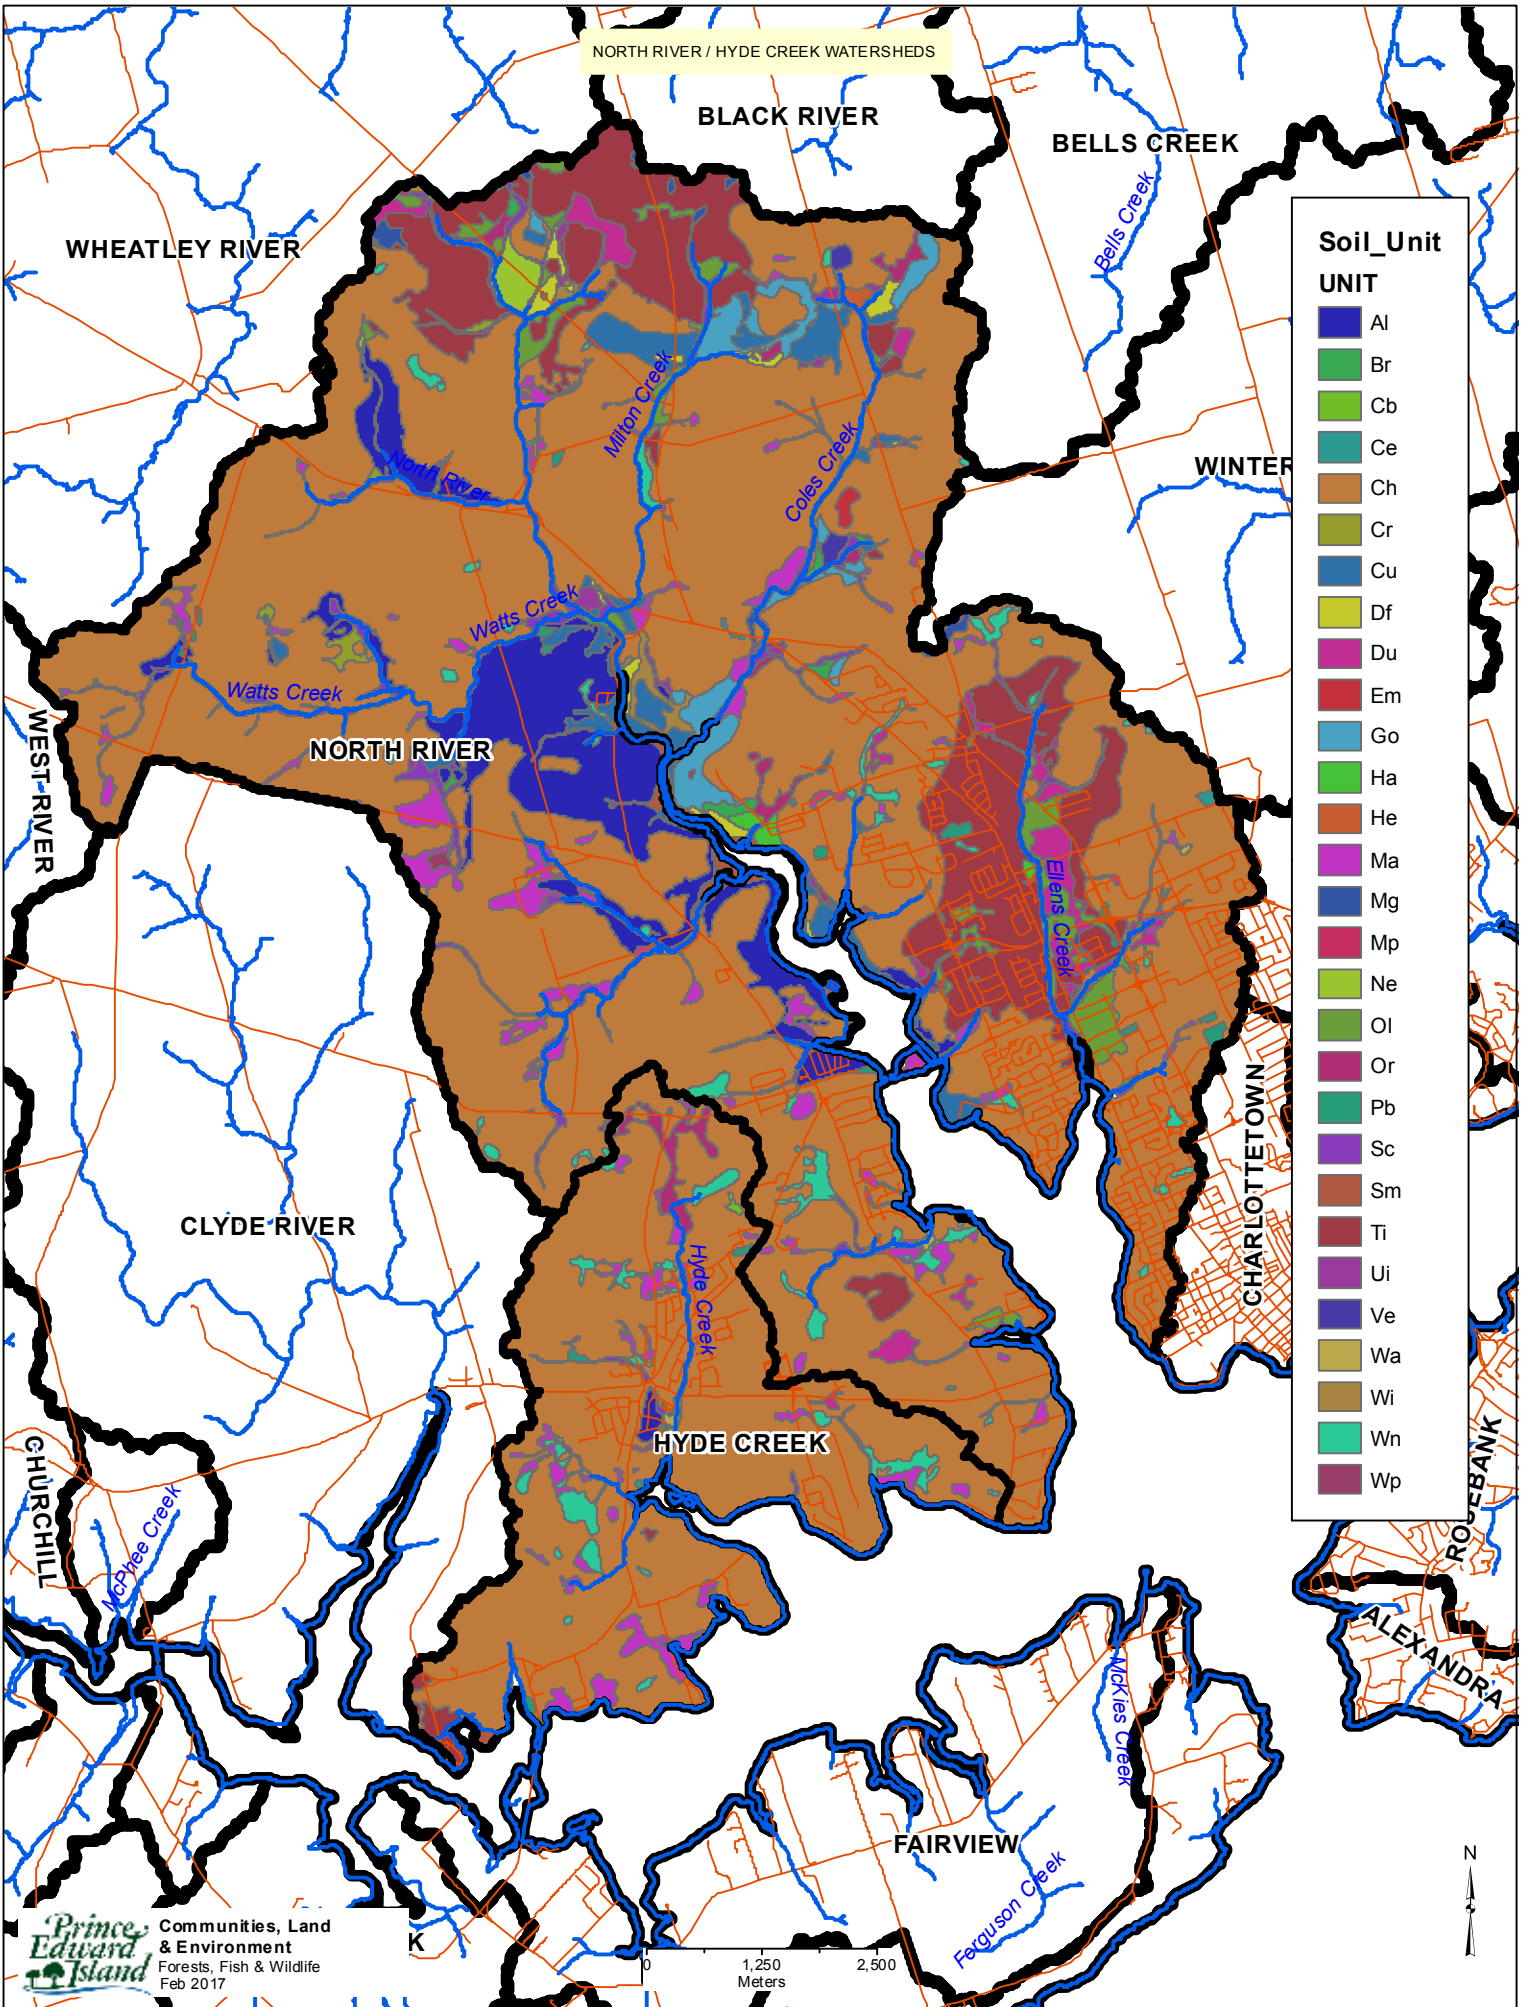 NORTH RIVER / HYDE CREEK WATERSHEDS
BLACK RIVER
BELLS CREEK
Bells Creek
WHEATLEY RIVER
WINTER
Milton Creek
Coles Creek
North River
Watts Creek
Watts Creek
NORTH RIVER
WEST RIVER
Ellens Creek
CHARLOTTETOWN
CLYDE RIVER
Hyde Creek
HYDE CREEK
CHURCHILL
McPhee Creek
ROSEBANK
ALEXANDRA
McKies Creek
FAIRVIEW
Ferguson Creek
K
Soil_Unit
UNIT
Al
Br
Cb
Ce
Ch
Cr
Cu
Df
Du
Em
Go
Ha
He
Ma
Mg
Mp
Ne
Ol
Or
Pb
Sc
Sm
Ti
Ui
Ve
Wa
Wi
Wn
Wp
N
Prince
Edward
Island
Communities, Land
& Environment
Forests, Fish & Wildlife
Feb 2017
0 1,250 2,500
Meters